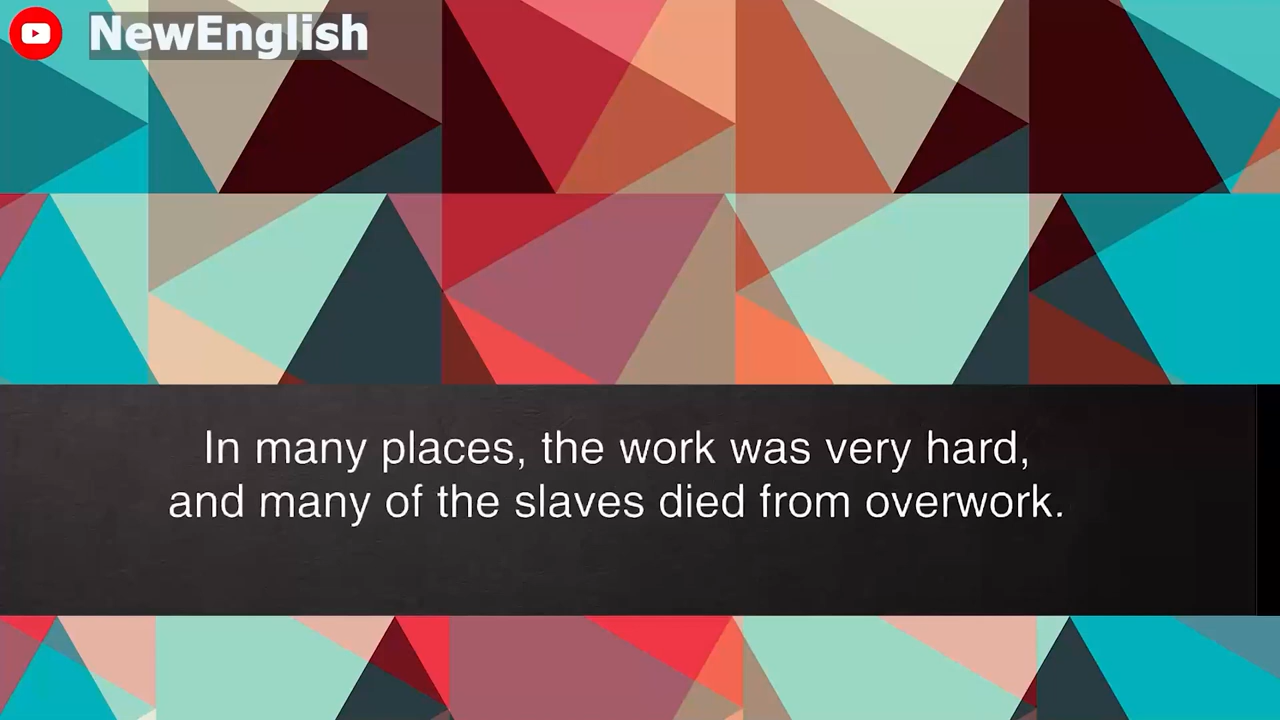 NewEnglish
In many places, the work was very hard,
and many of the slaves died from overwork.